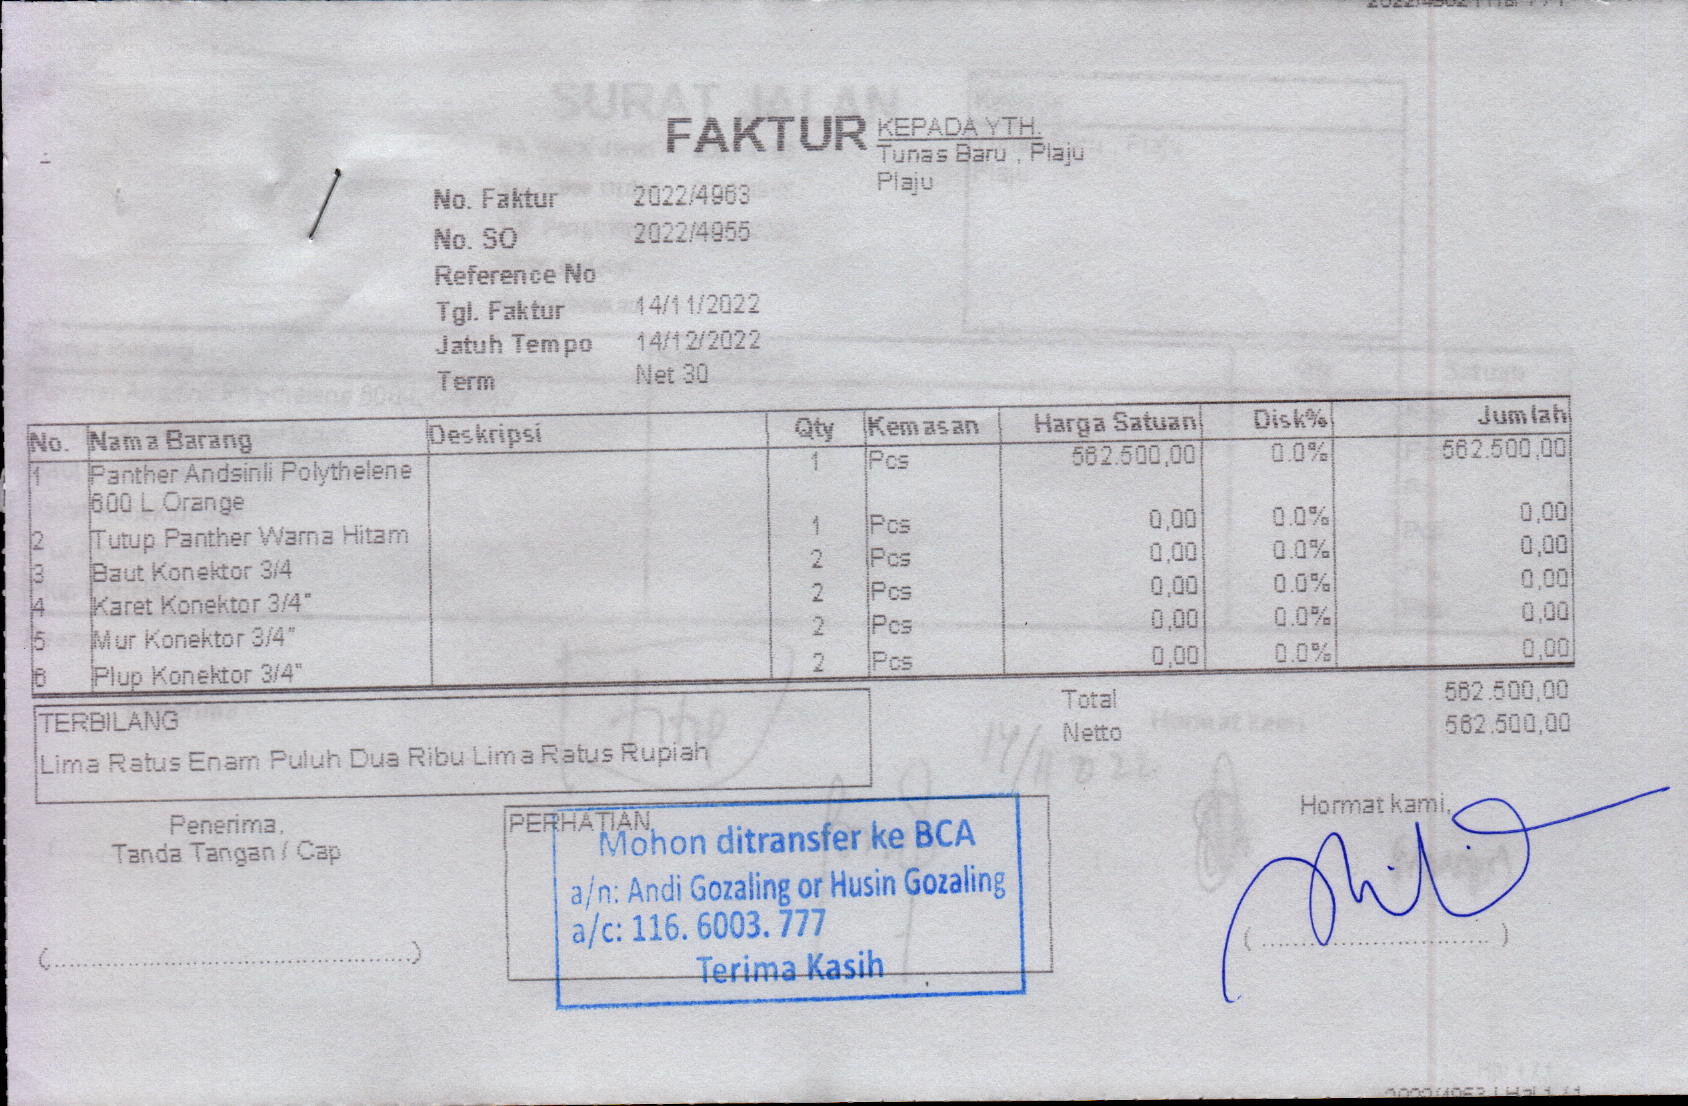 FAKTUR
KEPADA YTH.
Tunas Baru , Plaju
Plaju
No. Faktur 2022/4963
No. SO 2022/4955
Reference No
Tgl. Faktur 14/11/2022
Jatuh Tempo 14/12/2022
Term Net 30
No. Nama Barang Deskripsi Qty Kemasan Harga Satuan Disk% Jumlah
1 Panther Andsinli Polythelene 1 Pcs 562.500,00 0.0% 562.500,00
600 L Orange
2 Tutup Panther Warna Hitam 1 Pcs 0,00 0.0% 0,00
3 Baut Konektor 3/4 2 Pcs 0,00 0.0% 0,00
4 Karet Konektor 3/4" 2 Pcs 0,00 0.0% 0,00
5 Mur Konektor 3/4" 2 Pcs 0,00 0.0% 0,00
6 Plup Konektor 3/4" 2 Pcs 0,00 0.0% 0,00
Total 562.500,00
Netto 562.500,00
TERBILANG
Lima Ratus Enam Puluh Dua Ribu Lima Ratus Rupiah
Penerima,
Tanda Tangan / Cap
(................................................)
PERHATIAN
Mohon ditransfer ke BCA
a/n: Andi Gozaling or Husin Gozaling
a/c: 116. 6003. 777
Terima Kasih
Hormat kami,
( ............................... )
2022/4963 | Hal 1 / 1